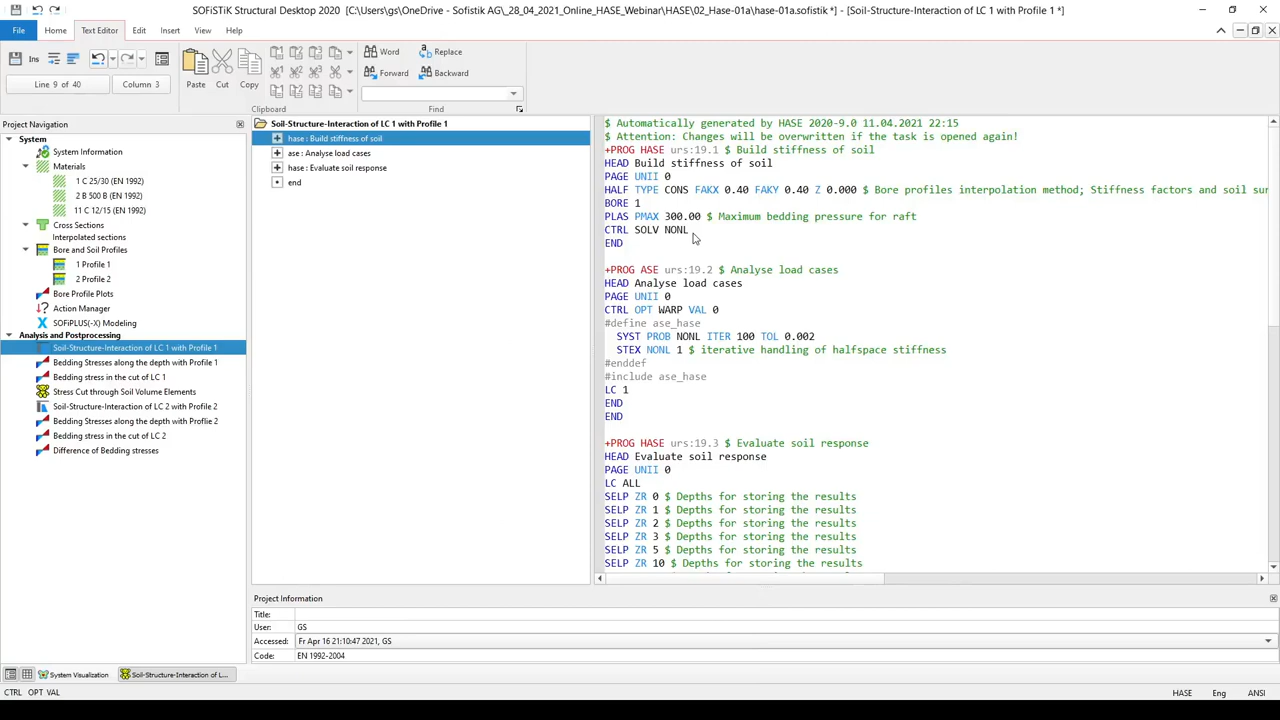 SOFiSTiK Structural Desktop 2020 [C:\Users\gs\OneDrive - Sofistik AG\_28_04_2021_Online_HASE_Webinar\HASE\02_Hase-01a\hase-01a.sofistik *] - [Soil-Structure-Interaction of LC 1 with Profile 1 *]
File Home Text Editor Edit Insert View Help
Ins
Paste Cut Copy
Word Replace
Forward Backward
Line 9 of 40 Column 3
Clipboard Find
Project Navigation
System
System Information
Materials
1 C 25/30 (EN 1992)
2 B 500 B (EN 1992)
11 C 12/15 (EN 1992)
Cross Sections
Interpolated sections
Bore and Soil Profiles
1 Profile 1
2 Profile 2
Bore Profile Plots
Action Manager
SOFiPLUS(-X) Modeling
Analysis and Postprocessing
Soil-Structure-Interaction of LC 1 with Profile 1
Bedding Stresses along the depth with Profile 1
Bedding stress in the cut of LC 1
Stress Cut through Soil Volume Elements
Soil-Structure-Interaction of LC 2 with Profile 2
Bedding Stresses along the depth with Proflie 2
Bedding stress in the cut of LC 2
Difference of Bedding stresses
Soil-Structure-Interaction of LC 1 with Profile 1
hase : Build stiffness of soil
ase : Analyse load cases
hase : Evaluate soil response
end
$ Automatically generated by HASE 2020-9.0 11.04.2021 22:15
$ Attention: Changes will be overwritten if the task is opened again!
+PROG HASE urs:19.1 $ Build stiffness of soil
HEAD Build stiffness of soil
PAGE UNII 0
HALF TYPE CONS FAKX 0.40 FAKY 0.40 Z 0.000 $ Bore profiles interpolation method; Stiffness factors and soil sur
BORE 1
PLAS PMAX 300.00 $ Maximum bedding pressure for raft
CTRL SOLV NONL
END
+PROG ASE urs:19.2 $ Analyse load cases
HEAD Analyse load cases
PAGE UNII 0
CTRL OPT WARP VAL 0
#define ase_hase
SYST PROB NONL ITER 100 TOL 0.002
STEX NONL 1 $ iterative handling of halfspace stiffness
#enddef
#include ase_hase
LC 1
END
END
+PROG HASE urs:19.3 $ Evaluate soil response
HEAD Evaluate soil response
PAGE UNII 0
LC ALL
SELP ZR 0 $ Depths for storing the results
SELP ZR 1 $ Depths for storing the results
SELP ZR 2 $ Depths for storing the results
SELP ZR 3 $ Depths for storing the results
SELP ZR 5 $ Depths for storing the results
SELP ZR 10 $ Depths for storing the results
Project Information
Title:
User: GS
Accessed: Fr Apr 16 21:10:47 2021, GS
Code: EN 1992-2004
System Visualization Soil-Structure-Interaction of L...
CTRL OPT VAL HASE Eng ANSI